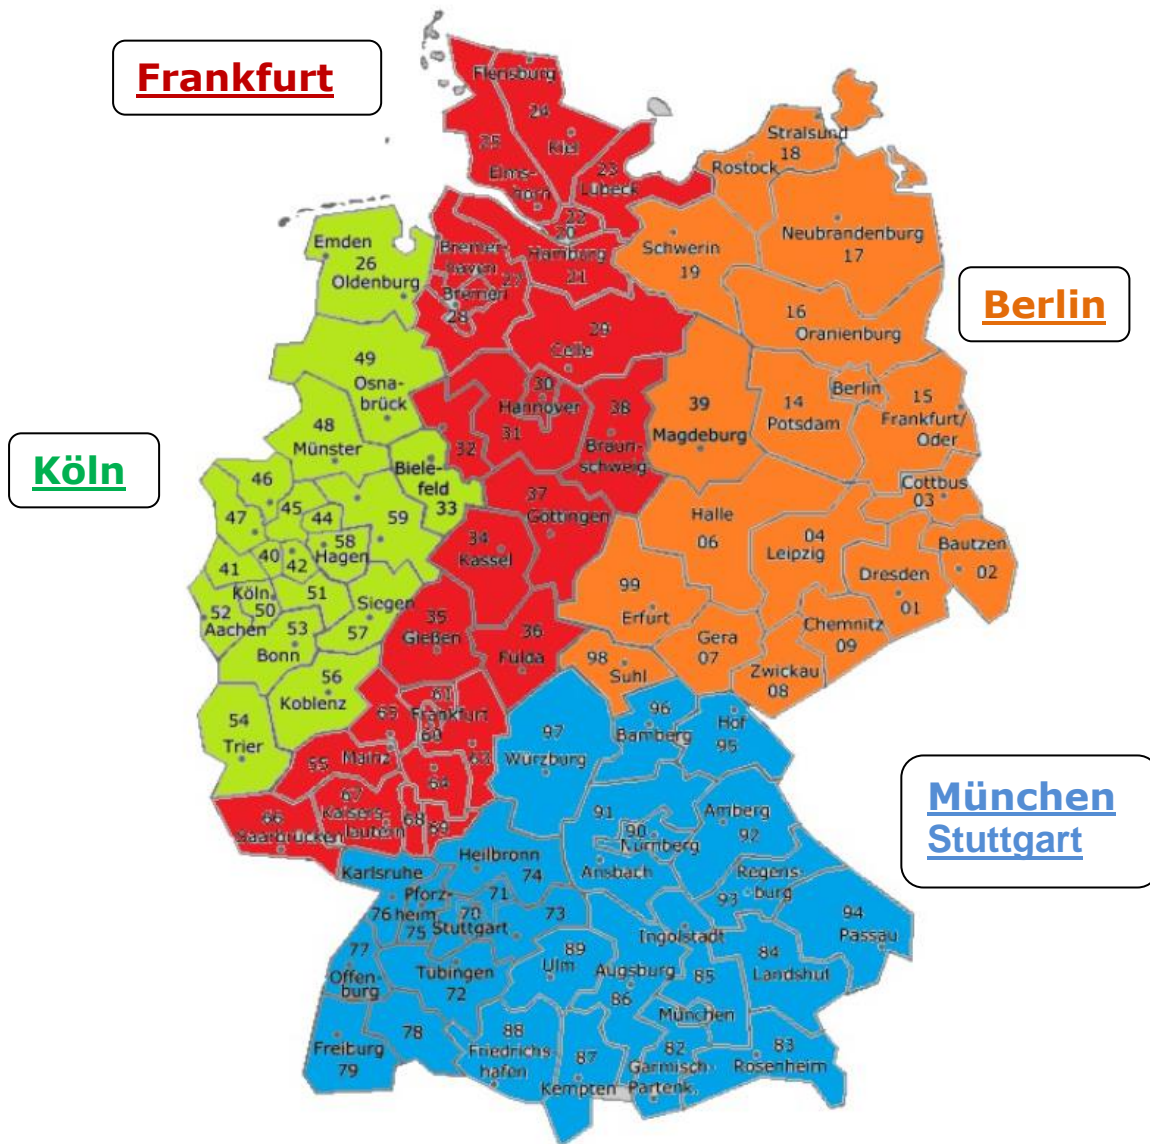 Frankfurt
Flensburg
24
25
Kiel
Elms-
horn
23
Lübeck
22
20
Hamburg
21
Stralsund
18
Rostock
Neubrandenburg
17
Schwerin
19
Emden
26
Oldenburg
Bremer-
haven
27
Bremen
28
29
Celle
16
Oranienburg
Berlin
49
Osna-
brück
30
Hannover
31
32
38
Braun-
schweig
39
Magdeburg
14
Potsdam
Berlin
15
Frankfurt/
Oder
Köln
48
Münster
Biele-
feld
33
46
47
45
44
59
58
Hagen
40
42
41
37
Göttingen
34
Kassel
Halle
06
04
Leipzig
Cottbus
03
Bautzen
02
Dresden
01
Köln
50
51
52
Aachen
53
Bonn
Siegen
57
35
Gießen
36
Fulda
99
Erfurt
Gera
07
Chemnitz
09
Zwickau
08
98
Suhl
56
Koblenz
54
Trier
65
61
Frankfurt
60
63
Mainz
55
64
67
Kaisers-
lautern
68
69
66
Saarbrücken
97
Würzburg
96
Bamberg
Hof
95
München
Stuttgart
91
90
Nürnberg
Ansbach
Amberg
92
Regens-
burg
93
Heilbronn
74
Karlsruhe
76
Pforz-
heim
75
71
70
Stuttgart
73
94
Passau
77
Offen-
burg
Tübingen
72
89
Ulm
Augsburg
86
Ingolstadt
85
84
Landshut
München
78
Freiburg
79
88
Friedrichs
hafen
87
Kempten
82
Garmisch-
Partenk.
83
Rosenheim